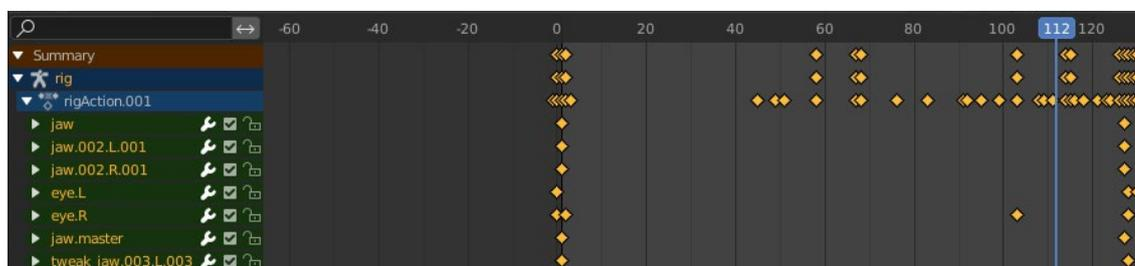 -60 -40 -20 0 20 40 60 80 100 112 120
Summary
rig
rigAction.001
jaw
jaw.002.L.001
jaw.002.R.001
eye.L
eye.R
jaw.master
tweak_jaw.003.L.003